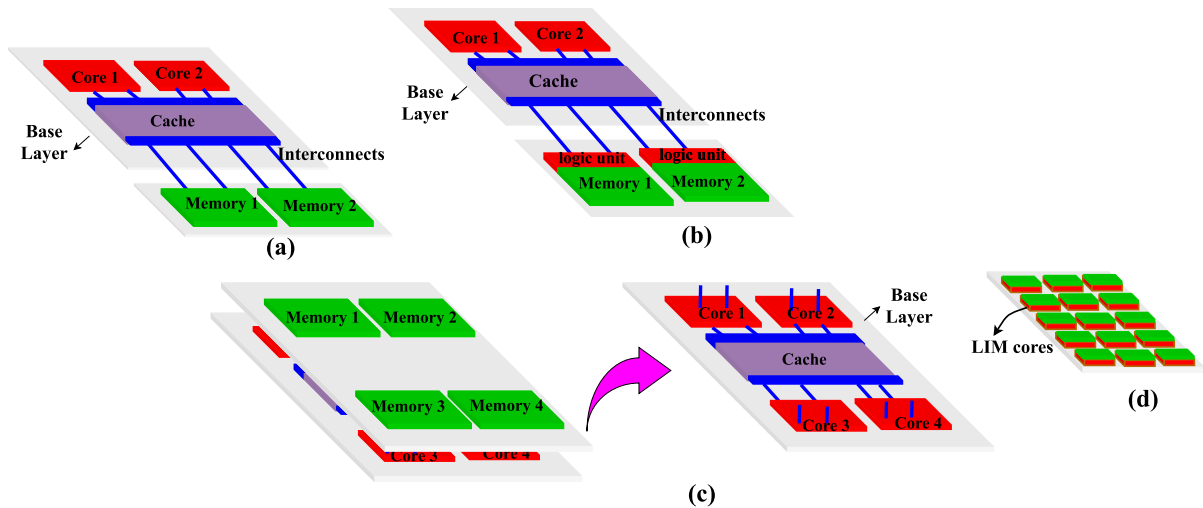 Core 1
Core 2
Cache
Base
Layer
Interconnects
Memory 1
Memory 2
(a)
Core 1
Core 2
Cache
Base
Layer
Interconnects
logic unit
logic unit
Memory 1
Memory 2
(b)
Memory 1
Memory 2
Memory 3
Memory 4
Core 3
Core 4
Core 1
Core 2
Base
Layer
Cache
Core 3
Core 4
(c)
LIM cores
(d)